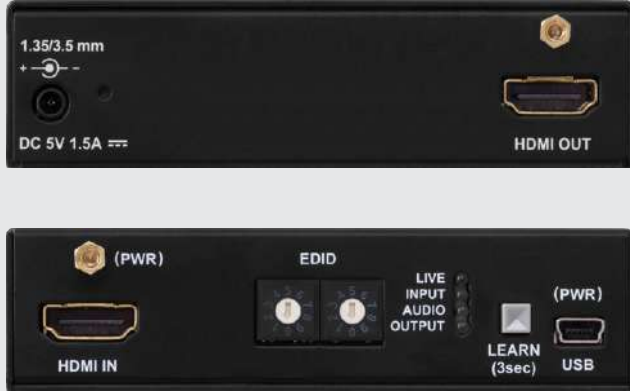 1.35/3.5 mm
+ −
DC 5V 1.5A
HDMI OUT
(PWR)
EDID
LIVE
INPUT
AUDIO
OUTPUT
(PWR)
HDMI IN
LEARN
(3sec)
USB